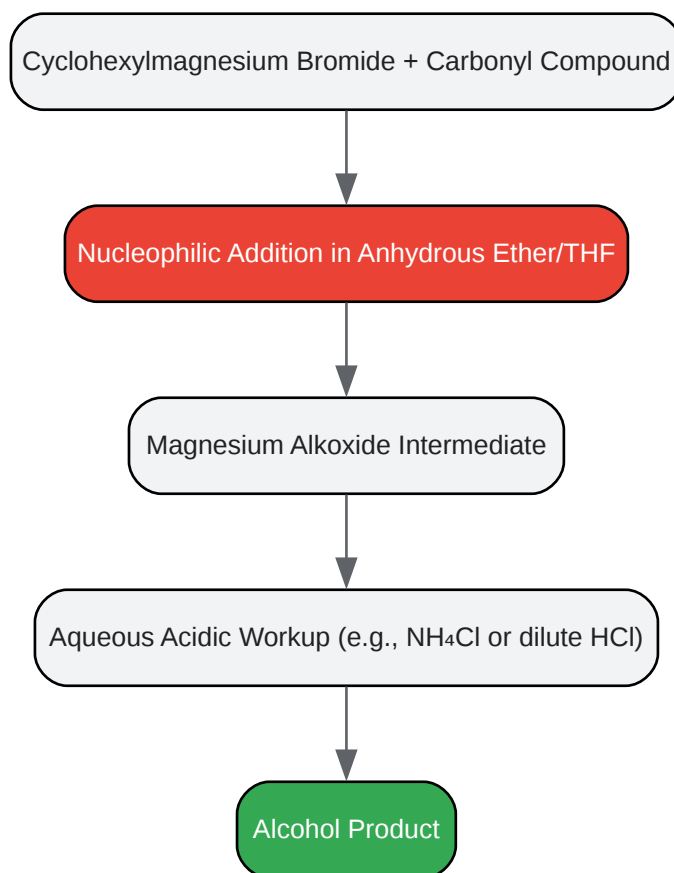 Cyclohexylmagnesium Bromide + Carbonyl Compound
Nucleophilic Addition in Anhydrous Ether/THF
Magnesium Alkoxide Intermediate
Aqueous Acidic Workup (e.g., NH₄Cl or dilute HCl)
Alcohol Product